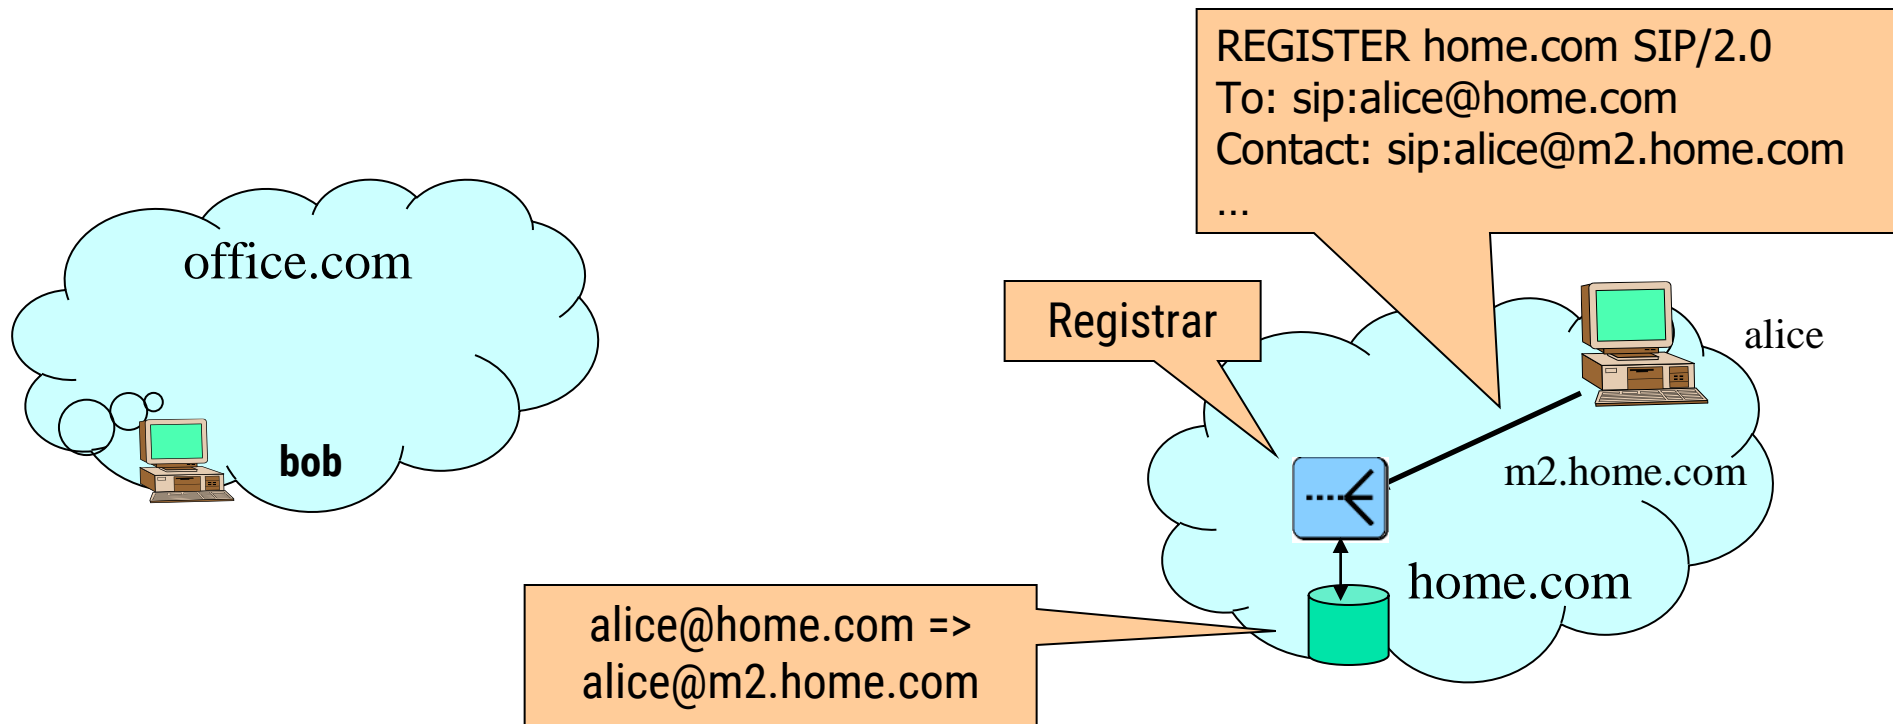 REGISTER home.com SIP/2.0
To: sip:alice@home.com
Contact: sip:alice@m2.home.com
...
office.com
Registrar
alice
bob
m2.home.com
home.com
alice@home.com =>
alice@m2.home.com